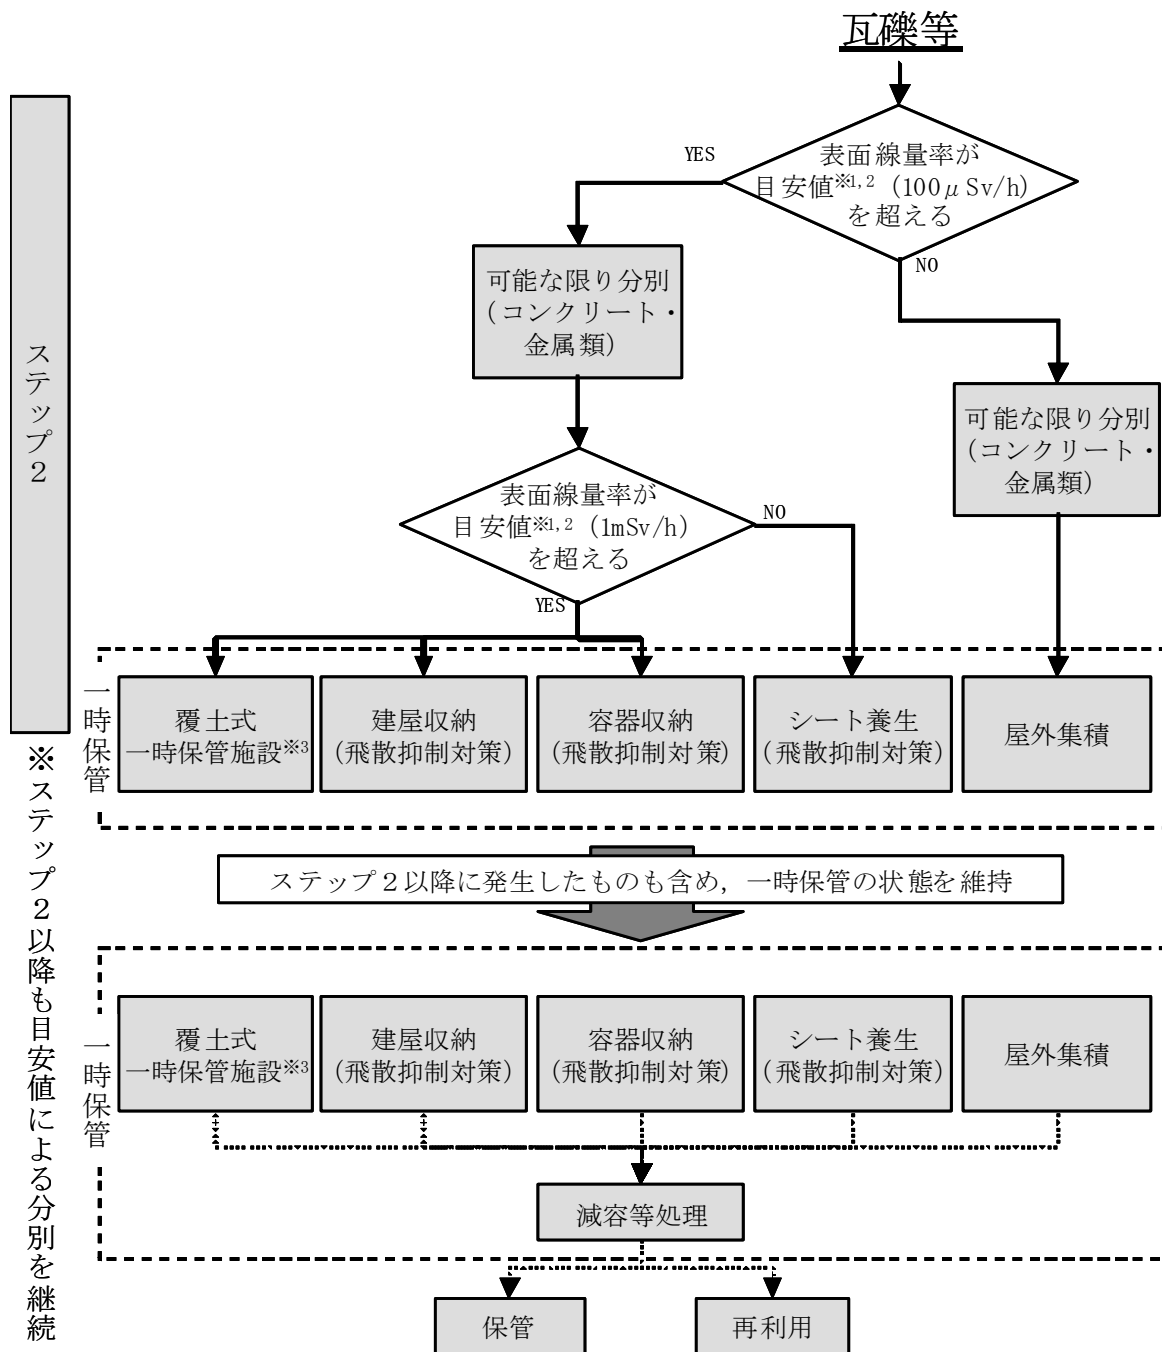 瓦礫等
表面線量率が
目安値※1,2（100μSv/h）
を超える
YES
NO
可能な限り分別
（コンクリート・
金属類）
可能な限り分別
（コンクリート・
金属類）
表面線量率が
目安値※1,2（1mSv/h）
を超える
NO
YES
ステップ２
一時保管
覆土式
一時保管施設※3
建屋収納
(飛散抑制対策)
容器収納
(飛散抑制対策)
シート養生
(飛散抑制対策)
屋外集積
ステップ２以降に発生したものも含め，一時保管の状態を維持
※ステップ２以降も目安値による分別を継続
一時保管
覆土式
一時保管施設※3
建屋収納
(飛散抑制対策)
容器収納
(飛散抑制対策)
シート養生
(飛散抑制対策)
屋外集積
減容等処理
保管
再利用